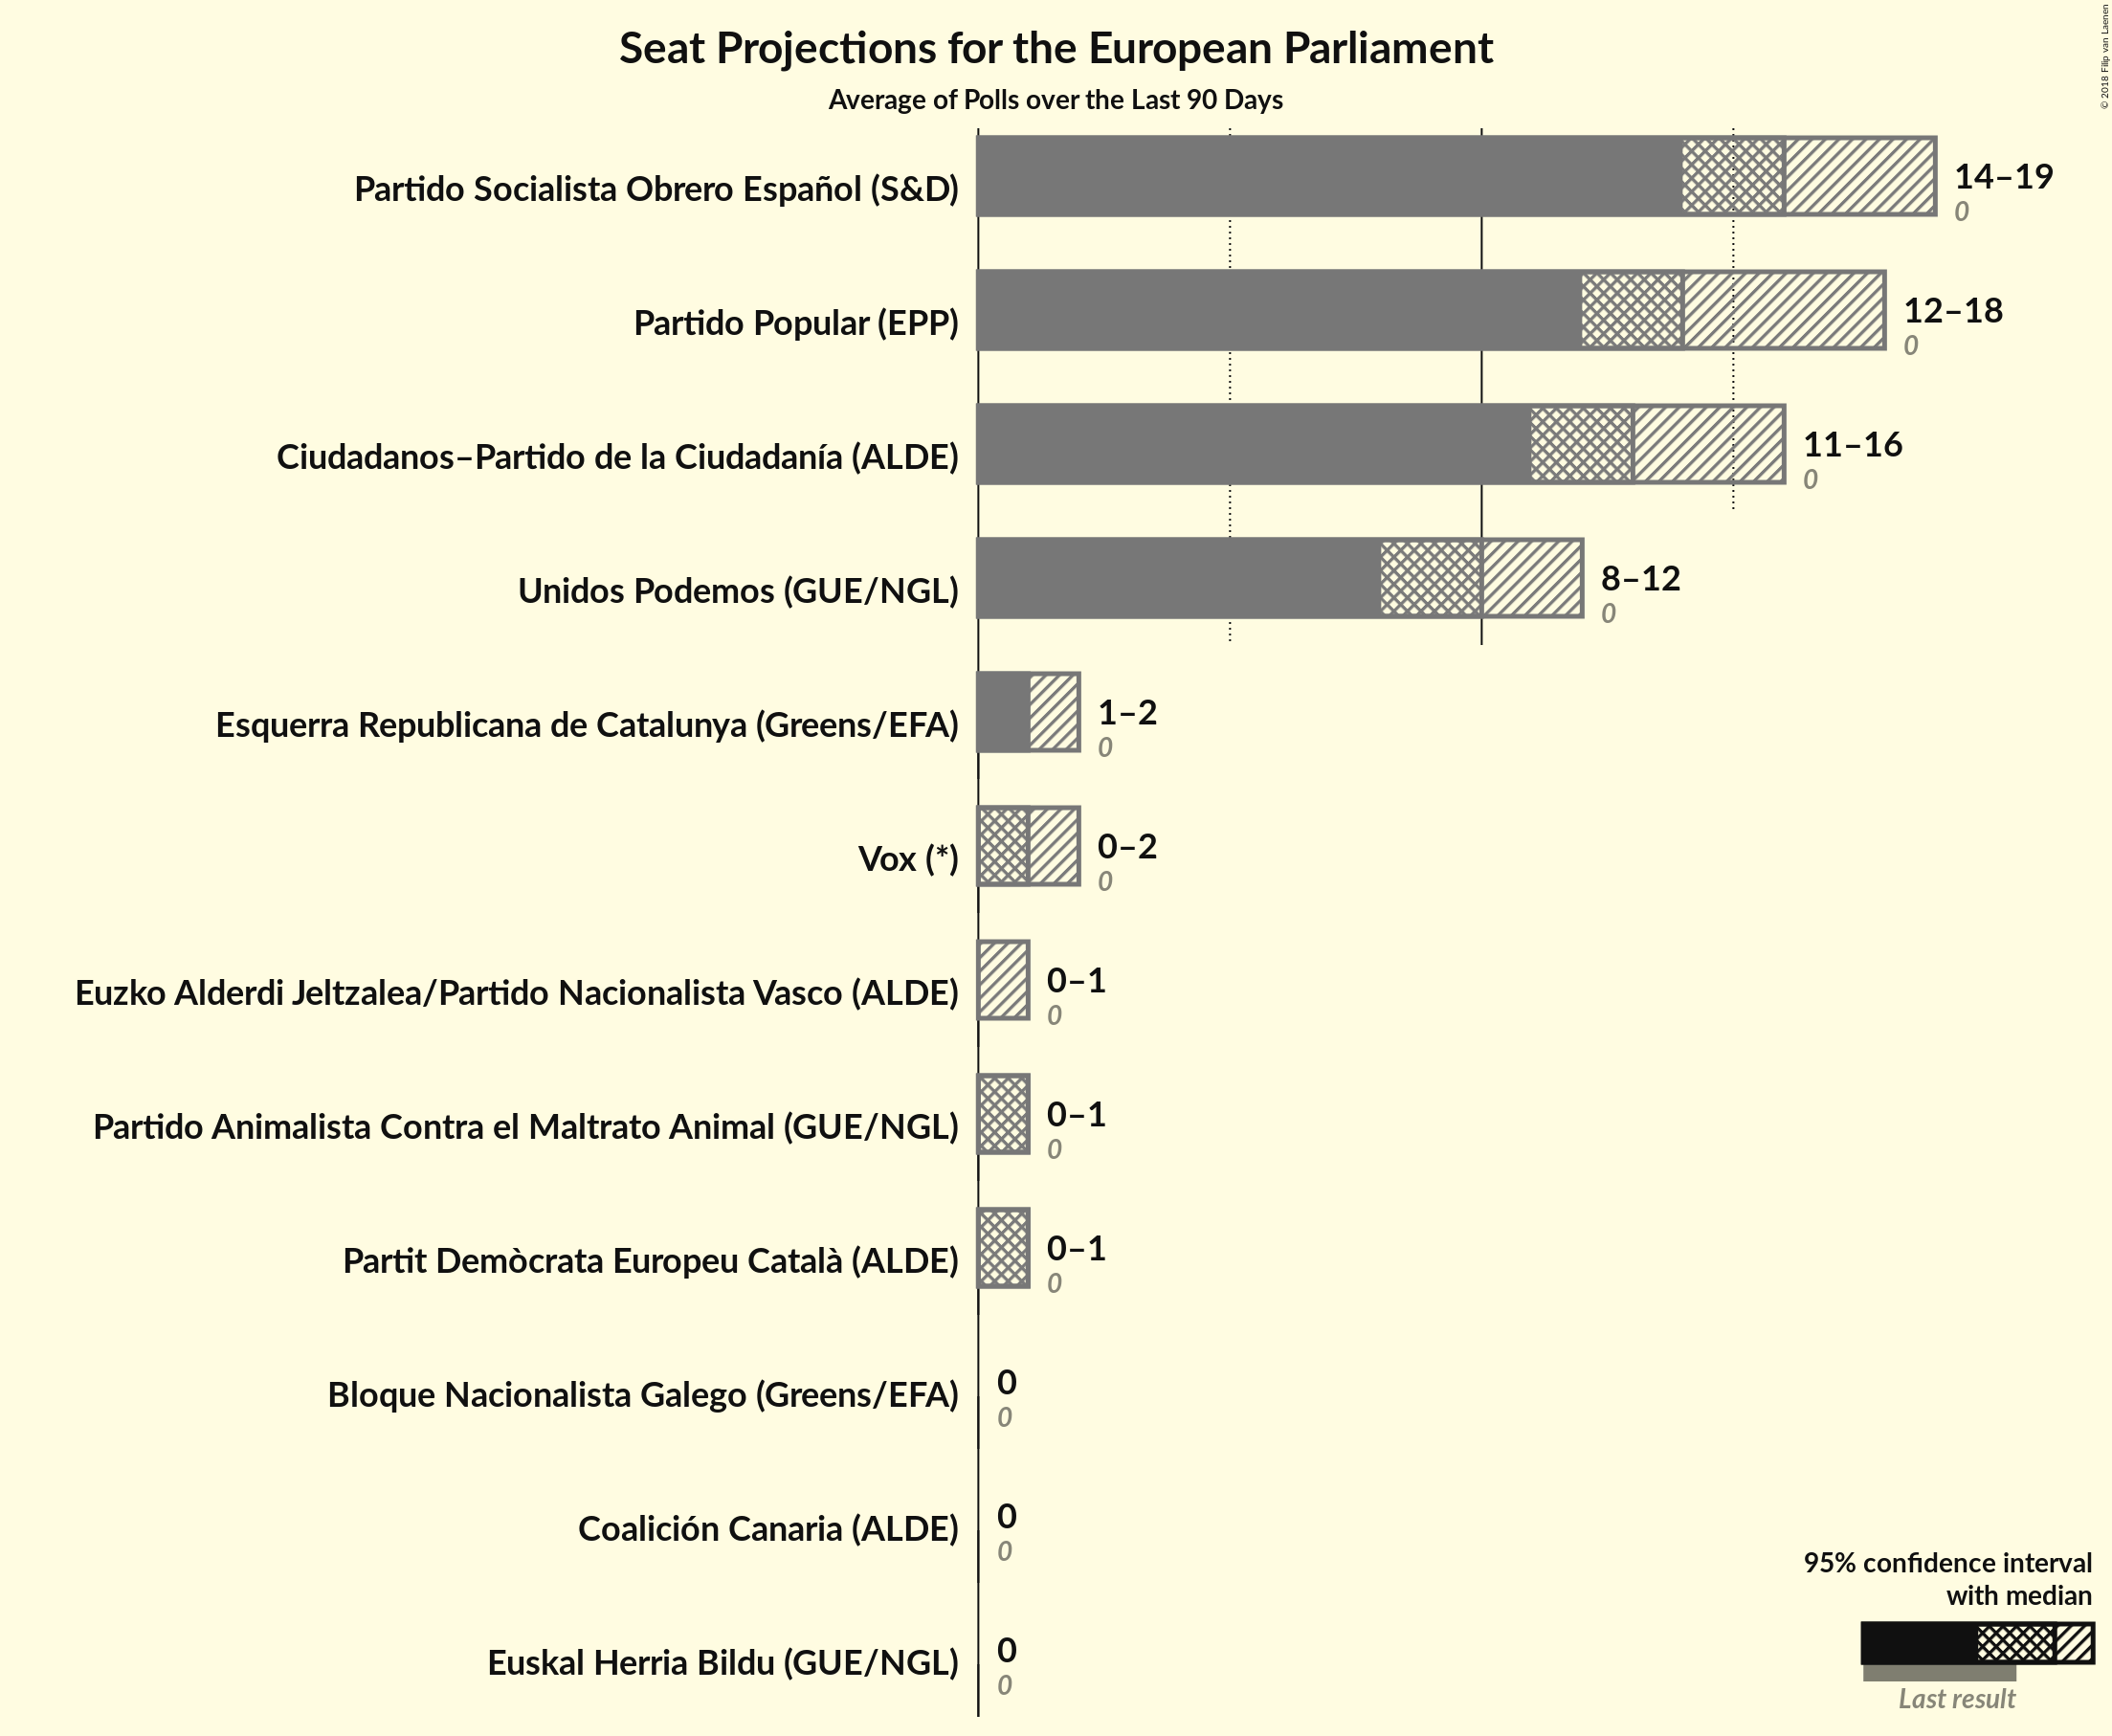 Seat Projections for the European Parliament
Average of Polls over the Last 90 Days
© 2018 Filip van Laenen
Partido Socialista Obrero Español (S&D)
14–19
0
Partido Popular (EPP)
12–18
0
Ciudadanos–Partido de la Ciudadanía (ALDE)
11–16
0
Unidos Podemos (GUE/NGL)
8–12
0
Esquerra Republicana de Catalunya (Greens/EFA)
1–2
0
Vox (*)
0–2
0
Euzko Alderdi Jeltzalea/Partido Nacionalista Vasco (ALDE)
0–1
0
Partido Animalista Contra el Maltrato Animal (GUE/NGL)
0–1
0
Partit Demòcrata Europeu Català (ALDE)
0–1
0
Bloque Nacionalista Galego (Greens/EFA)
0
0
Coalición Canaria (ALDE)
0
0
Euskal Herria Bildu (GUE/NGL)
0
0
95% confidence interval
with median
Last result